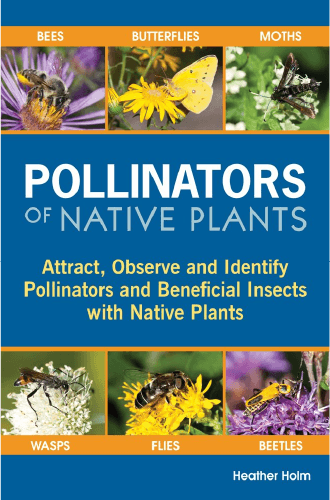 BEES BUTTERFLIES MOTHS
POLLINATORS
OF NATIVE PLANTS
Attract, Observe and Identify
Pollinators and Beneficial Insects
with Native Plants
WASPS FLIES BEETLES
Heather Holm